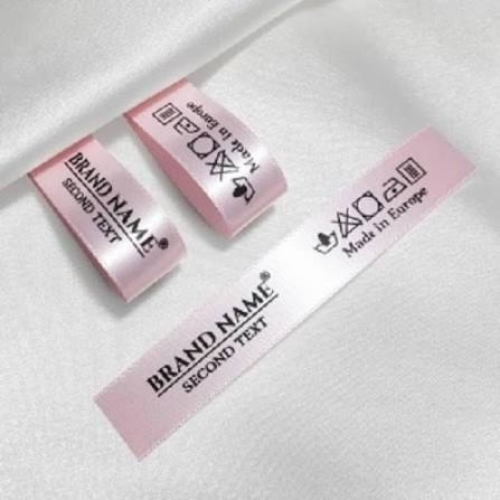 BRAND NAME®
SECOND TEXT
Made in Europe
BRAND NAME®
SECOND TEXT
Made in Europe